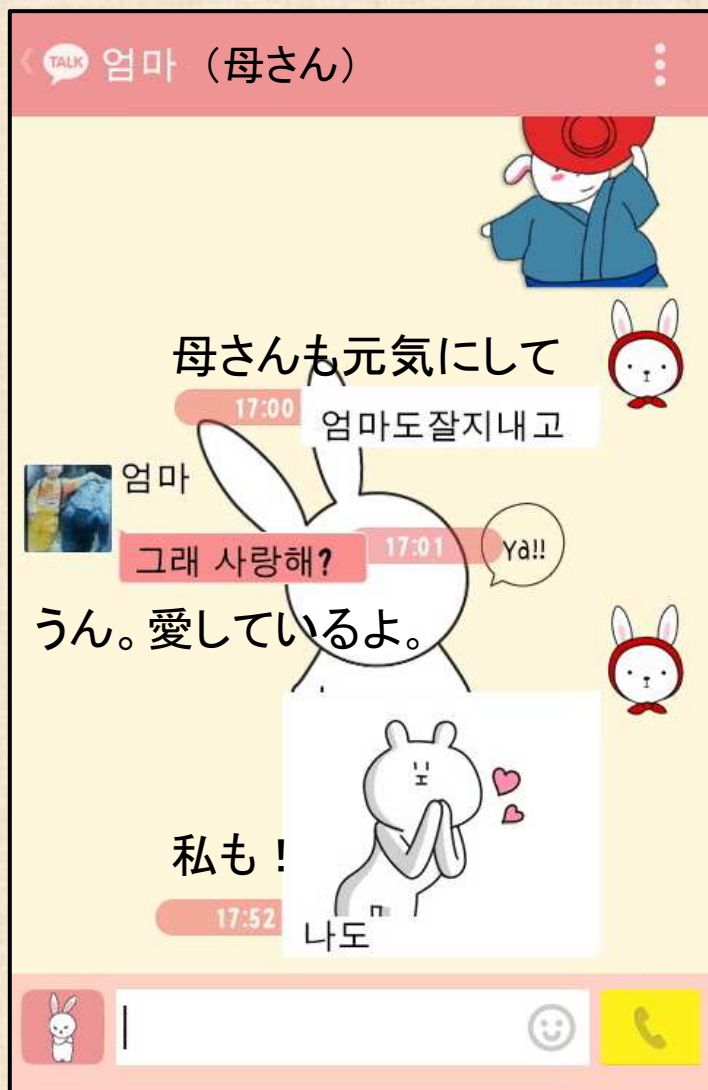 TALK 엄마 (母さん)
母さんも元気にして
17:00
엄마도잘지내고
엄마
그래 사랑해?
17:01
Ya!!
うん。愛しているよ。
私も！
17:52
나도